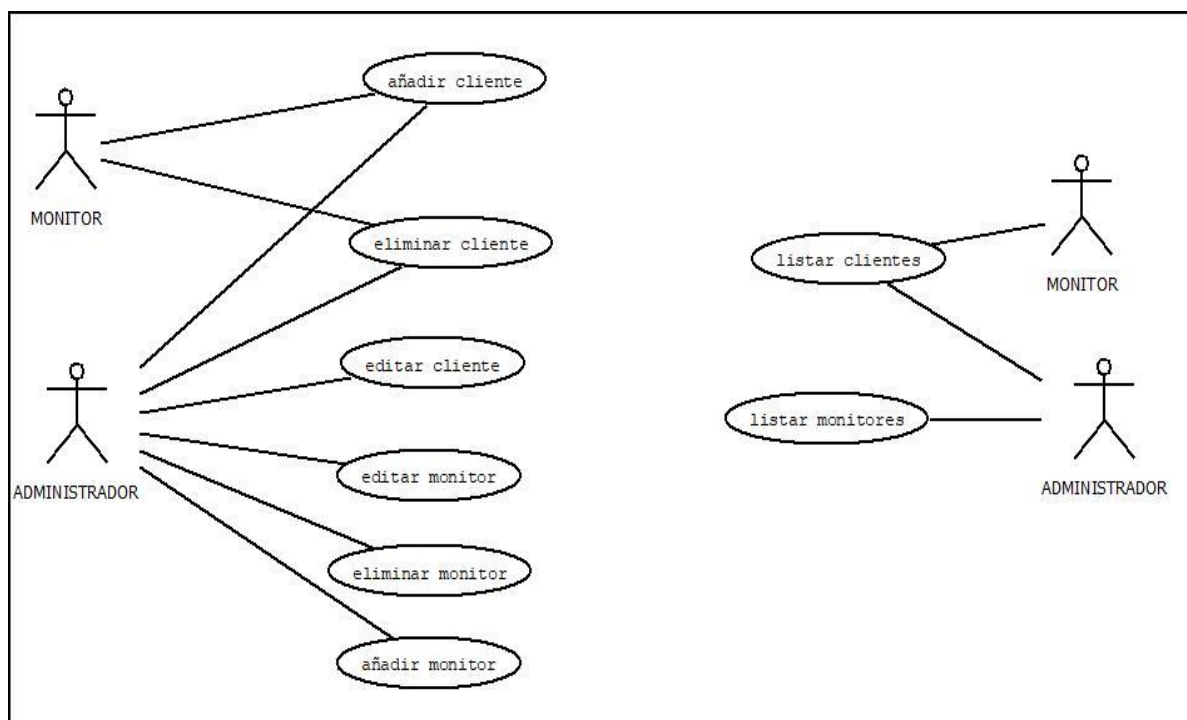 añadir cliente
MONITOR
eliminar cliente
editar cliente
ADMINISTRADOR
editar monitor
eliminar monitor
añadir monitor
listar clientes
MONITOR
listar monitores
ADMINISTRADOR